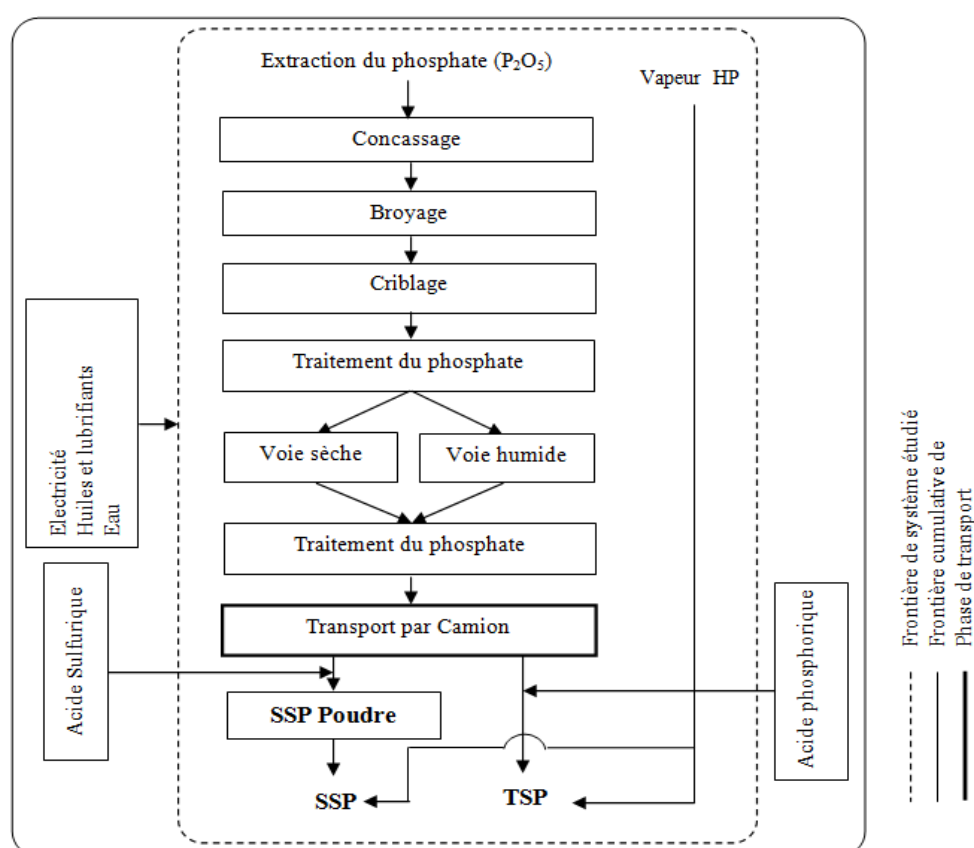 Extraction du phosphate (P₂O₅)
Vapeur HP
Concassage
Broyage
Criblage
Traitement du phosphate
Voie sèche
Voie humide
Traitement du phosphate
Transport par Camion
SSP Poudre
SSP
TSP
Electricité
Huiles et lubrifiants
Eau
Acide Sulfurique
Acide phosphorique
Frontière de système étudié
Frontière cumulative de
Phase de transport